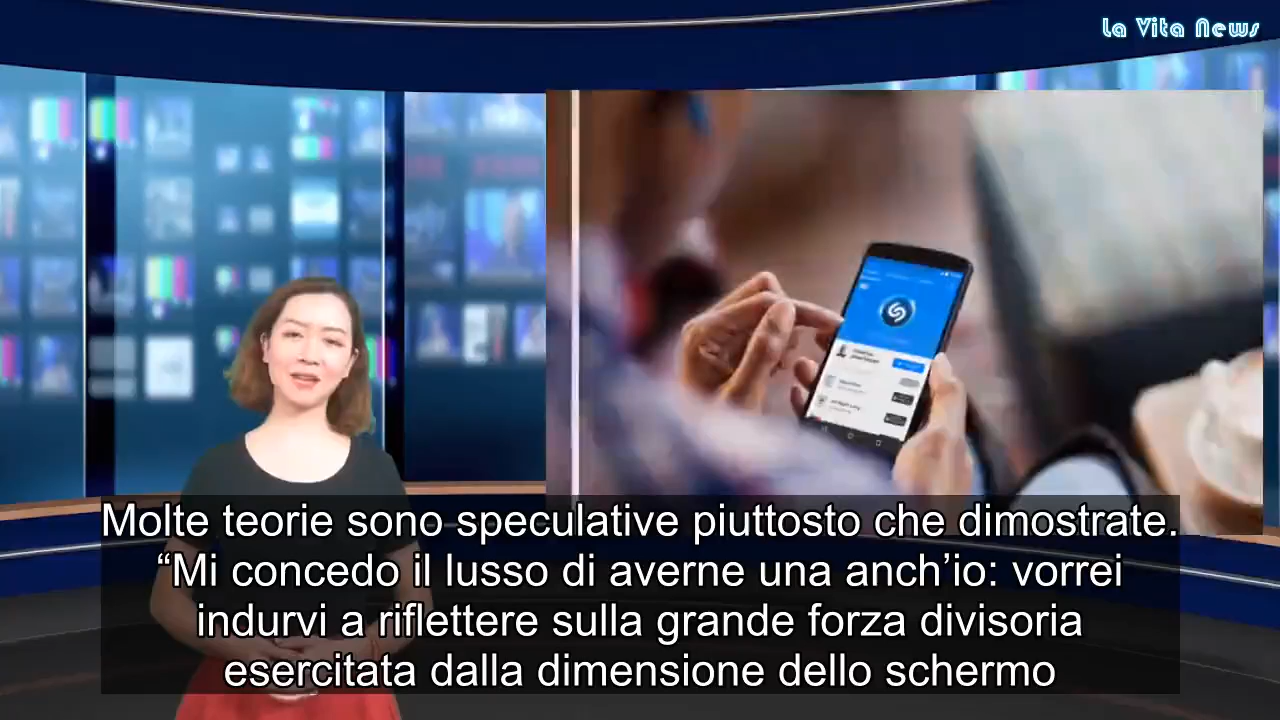 La Vita News
Molte teorie sono speculative piuttosto che dimostrate.
“Mi concedo il lusso di averne una anch’io: vorrei
indurvi a riflettere sulla grande forza divisoria
esercitata dalla dimensione dello schermo